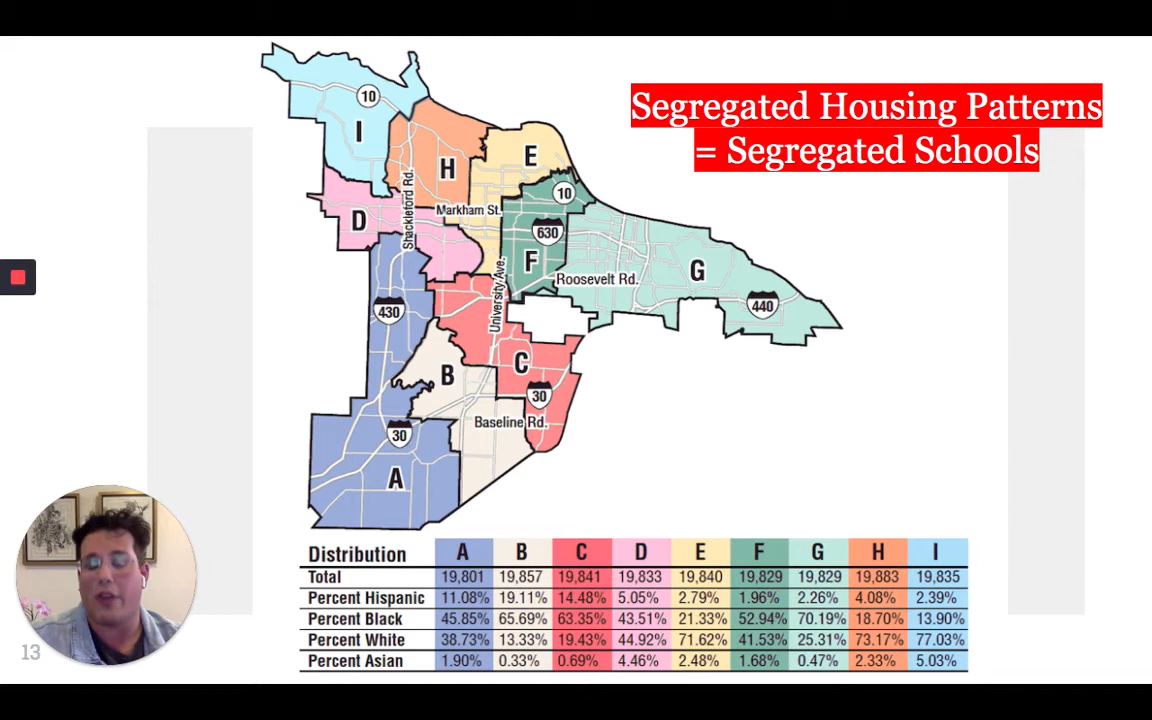 Segregated Housing Patterns
= Segregated Schools
10
I
H
E
10
Shackleford Rd.
Markham St.
D
630
F
G
University Ave.
Roosevelt Rd.
440
430
B
C
30
Baseline Rd.
30
A
Distribution A B C D E F G H I
Total 19,801 19,857 19,841 19,833 19,840 19,829 19,829 19,883 19,835
Percent Hispanic 11.08% 19.11% 14.48% 5.05% 2.79% 1.96% 2.26% 4.08% 2.39%
Percent Black 45.85% 65.69% 63.35% 43.51% 21.33% 52.94% 70.19% 18.70% 13.90%
Percent White 38.73% 13.33% 19.43% 44.92% 71.62% 41.53% 25.31% 73.17% 77.03%
Percent Asian 1.90% 0.33% 0.69% 4.46% 2.48% 1.68% 0.47% 2.33% 5.03%
13